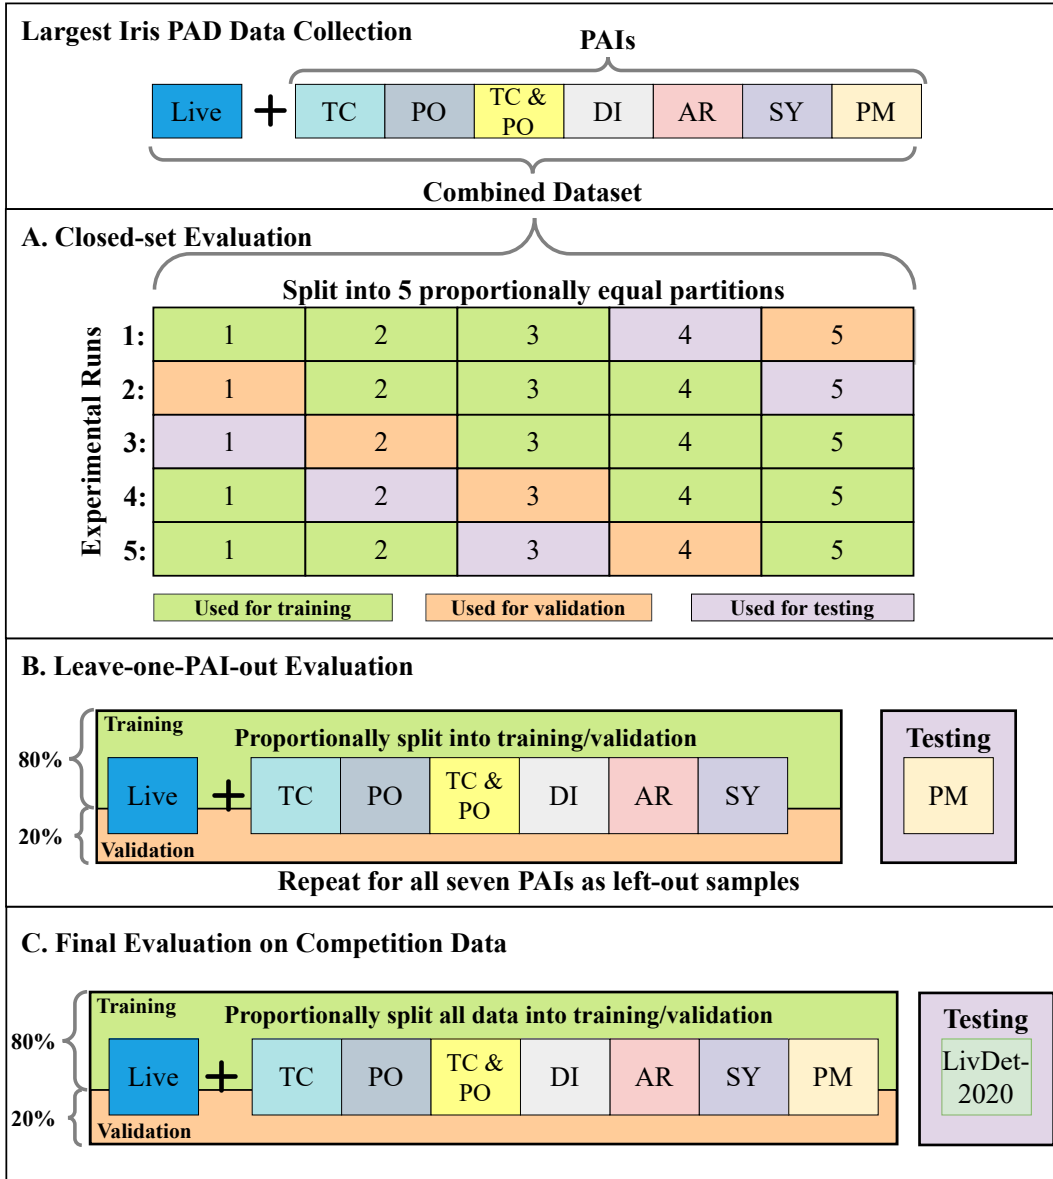 Largest Iris PAD Data Collection
PAIs
Live + TC PO TC & PO DI AR SY PM
Combined Dataset
A. Closed-set Evaluation
Split into 5 proportionally equal partitions
Experimental Runs
1: 1 2 3 4 5
2: 1 2 3 4 5
3: 1 2 3 4 5
4: 1 2 3 4 5
5: 1 2 3 4 5
Used for training Used for validation Used for testing
B. Leave-one-PAI-out Evaluation
Training
Proportionally split into training/validation
80%
20%
Live + TC PO TC & PO DI AR SY
Validation
Testing
PM
Repeat for all seven PAIs as left-out samples
C. Final Evaluation on Competition Data
Training
Proportionally split all data into training/validation
80%
20%
Live + TC PO TC & PO DI AR SY PM
Validation
Testing
LivDet-
2020